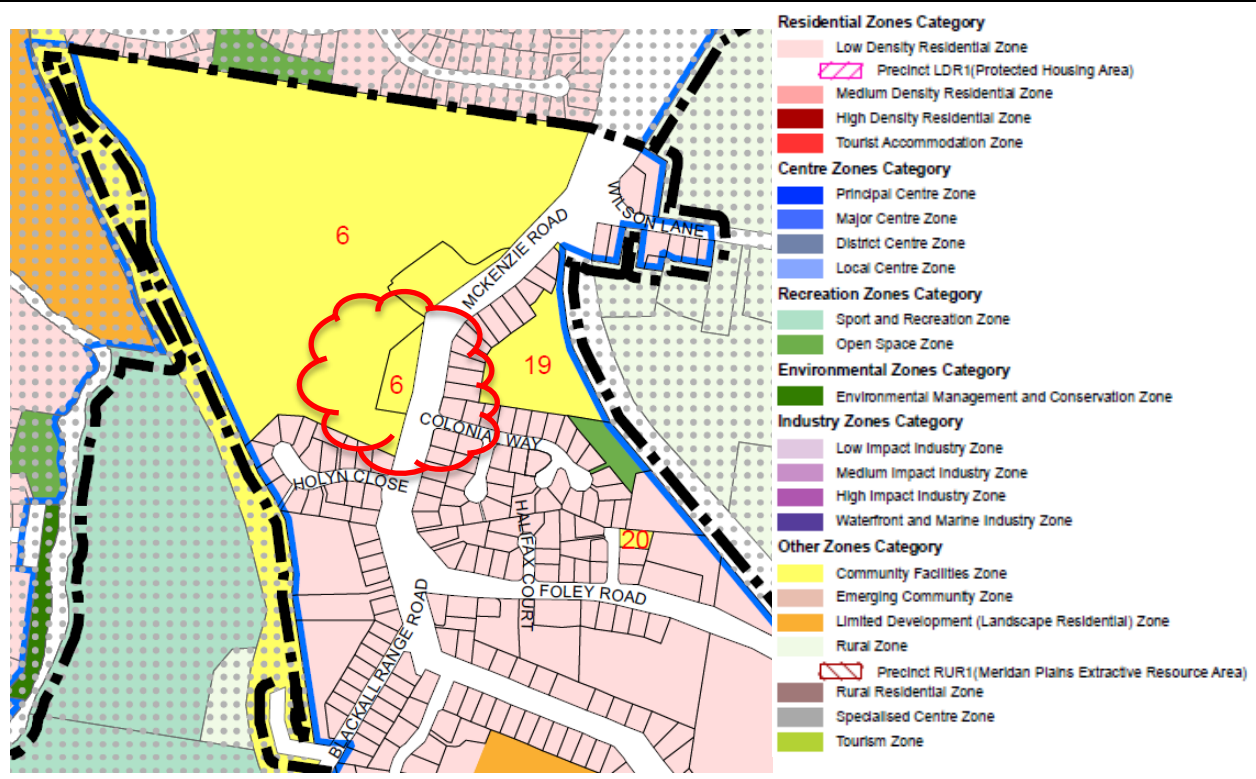 6
WILSON LANE
MCKENZIE ROAD
19
6
COLONIAL WAY
HOLYN CLOSE
HALIFAX COURT
20
FOLEY ROAD
BLACKALL RANGE ROAD
Residential Zones Category
Low Density Residential Zone
Precinct LDR1(Protected Housing Area)
Medium Density Residential Zone
High Density Residential Zone
Tourist Accommodation Zone
Centre Zones Category
Principal Centre Zone
Major Centre Zone
District Centre Zone
Local Centre Zone
Recreation Zones Category
Sport and Recreation Zone
Open Space Zone
Environmental Zones Category
Environmental Management and Conservation Zone
Industry Zones Category
Low Impact Industry Zone
Medium Impact Industry Zone
High Impact Industry Zone
Waterfront and Marine Industry Zone
Other Zones Category
Community Facilities Zone
Emerging Community Zone
Limited Development (Landscape Residential) Zone
Rural Zone
Precinct RUR1(Meridan Plains Extractive Resource Area)
Rural Residential Zone
Specialised Centre Zone
Tourism Zone